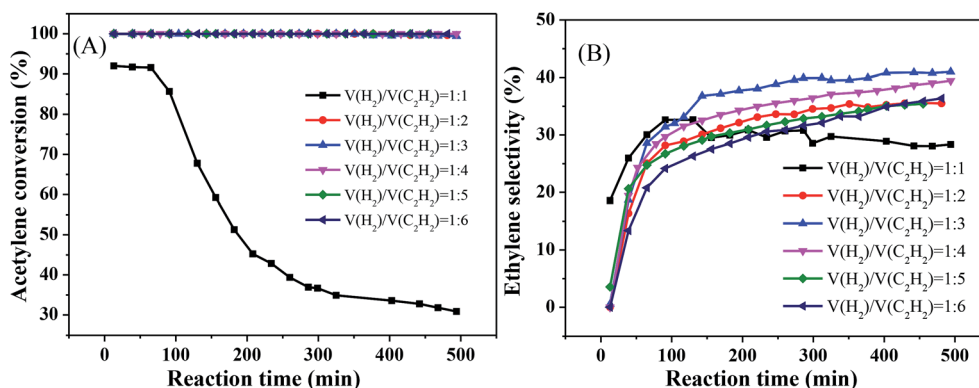 (A)
Acetylene conversion (%)
100
90
80
70
60
50
40
30
V(H₂)/V(C₂H₂)=1:1
V(H₂)/V(C₂H₂)=1:2
V(H₂)/V(C₂H₂)=1:3
V(H₂)/V(C₂H₂)=1:4
V(H₂)/V(C₂H₂)=1:5
V(H₂)/V(C₂H₂)=1:6
0 100 200 300 400 500
Reaction time (min)
(B)
Ethylene selectivity (%)
50
40
30
20
10
0
V(H₂)/V(C₂H₂)=1:1
V(H₂)/V(C₂H₂)=1:2
V(H₂)/V(C₂H₂)=1:3
V(H₂)/V(C₂H₂)=1:4
V(H₂)/V(C₂H₂)=1:5
V(H₂)/V(C₂H₂)=1:6
0 100 200 300 400 500
Reaction time (min)